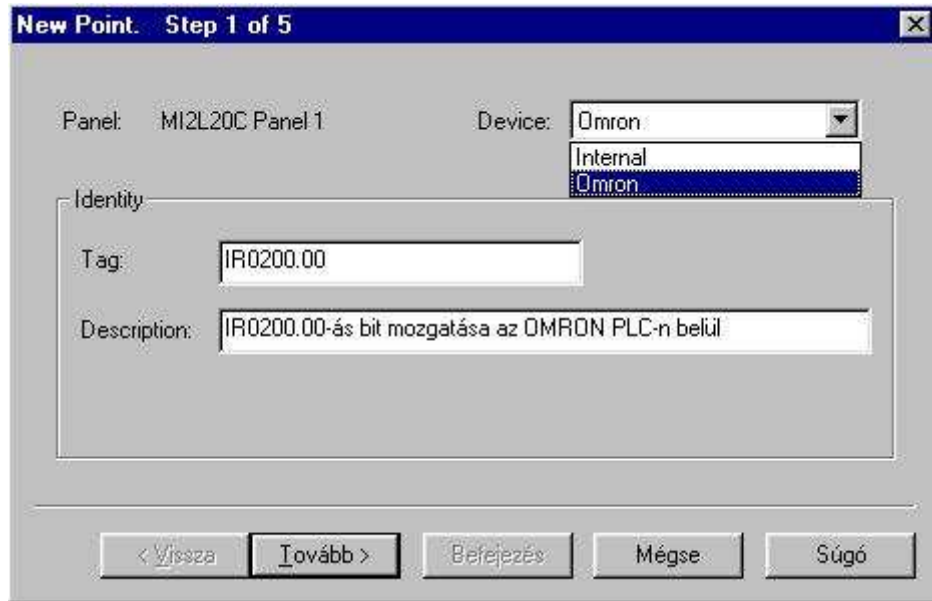 New Point. Step 1 of 5
Panel: MI2L20C Panel 1 Device: Omron
Internal
Omron
Identity
Tag: IR0200.00
Description: IR0200.00-ás bit mozgatása az OMRON PLC-n belül
< Vissza Tovább > Befejezés Mégse Súgó